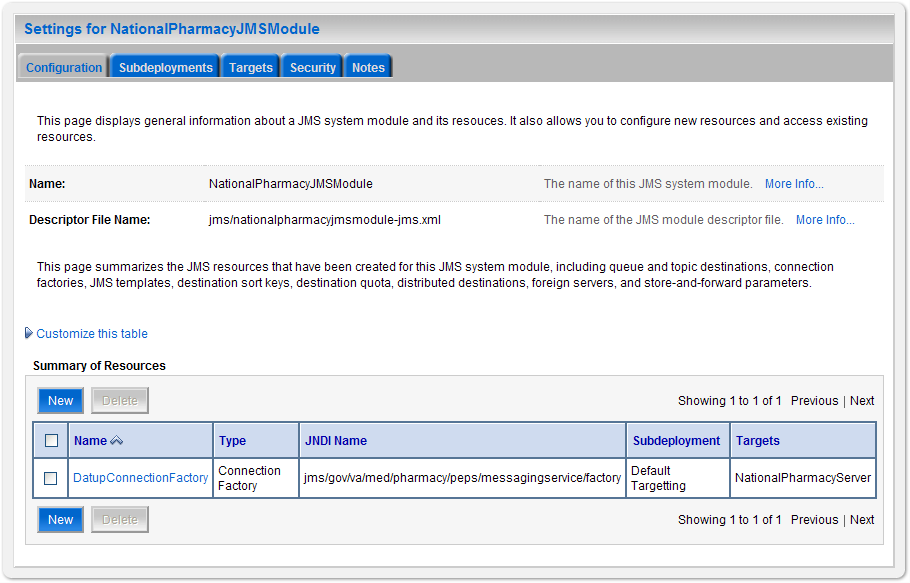 Settings for NationalPharmacyJMSModule
Configuration Subdeployments Targets Security Notes
This page displays general information about a JMS system module and its resouces. It also allows you to configure new resources and access existing
resources.
Name: NationalPharmacyJMSModule The name of this JMS system module. More Info...
Descriptor File Name: jms/nationalpharmacyjmsmodule-jms.xml The name of the JMS module descriptor file. More Info...
This page summarizes the JMS resources that have been created for this JMS system module, including queue and topic destinations, connection
factories, JMS templates, destination sort keys, destination quota, distributed destinations, foreign servers, and store-and-forward parameters.
Customize this table
Summary of Resources
New Delete Showing 1 to 1 of 1 Previous | Next
Name Type JNDI Name Subdeployment Targets
DatupConnectionFactory Connection Factory jms/gov/va/med/pharmacy/peps/messagingservice/factory Default Targetting NationalPharmacyServer
New Delete Showing 1 to 1 of 1 Previous | Next